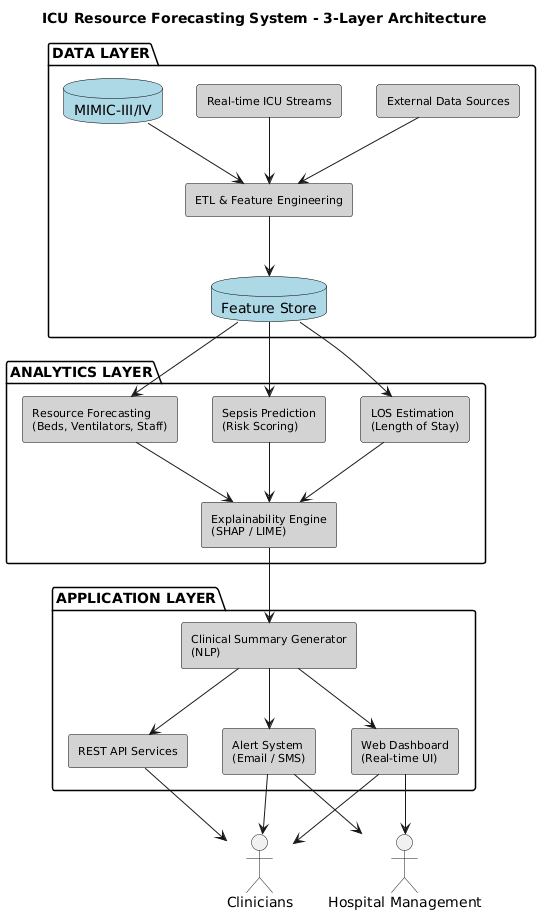 ICU Resource Forecasting System - 3-Layer Architecture
DATA LAYER
MIMIC-III/IV
Real-time ICU Streams
External Data Sources
ETL & Feature Engineering
Feature Store
ANALYTICS LAYER
Resource Forecasting
(Beds, Ventilators, Staff)
Sepsis Prediction
(Risk Scoring)
LOS Estimation
(Length of Stay)
Explainability Engine
(SHAP / LIME)
APPLICATION LAYER
Clinical Summary Generator
(NLP)
REST API Services
Alert System
(Email / SMS)
Web Dashboard
(Real-time UI)
Clinicians
Hospital Management